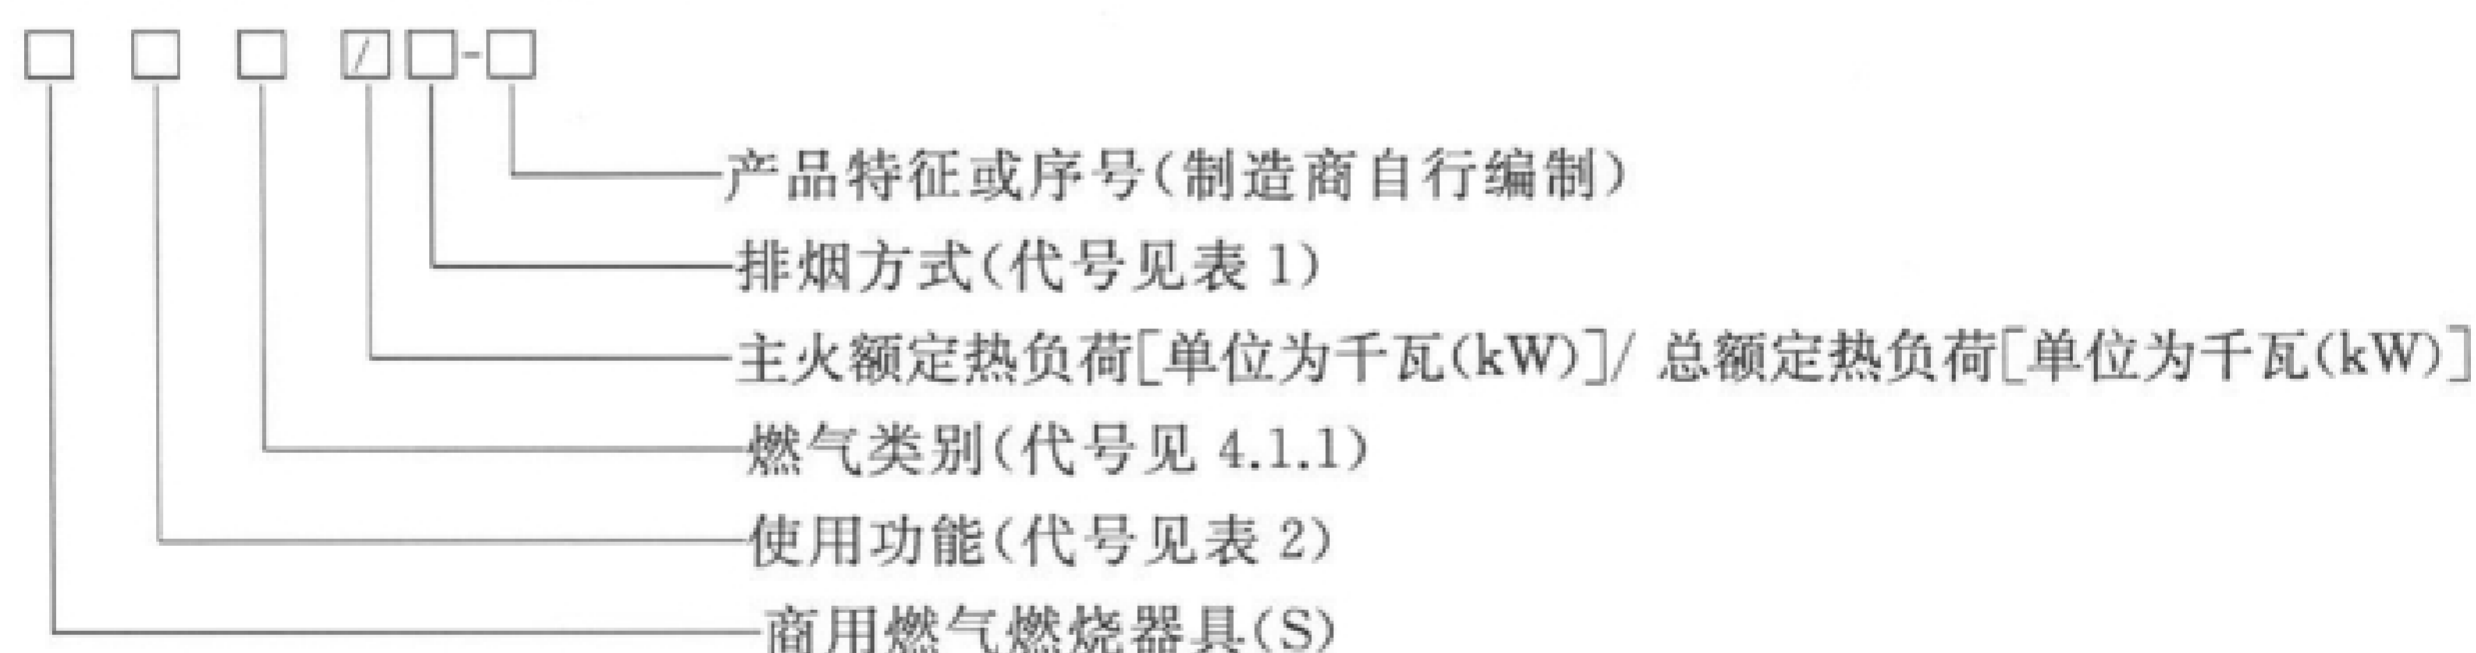 □ □ □ / □-□
产品特征或序号(制造商自行编制)
排烟方式(代号见表 1)
主火额定热负荷[单位为千瓦(kW)]/ 总额定热负荷[单位为千瓦(kW)]
燃气类别(代号见 4.1.1)
使用功能(代号见表 2)
商用燃气燃烧器具(S)